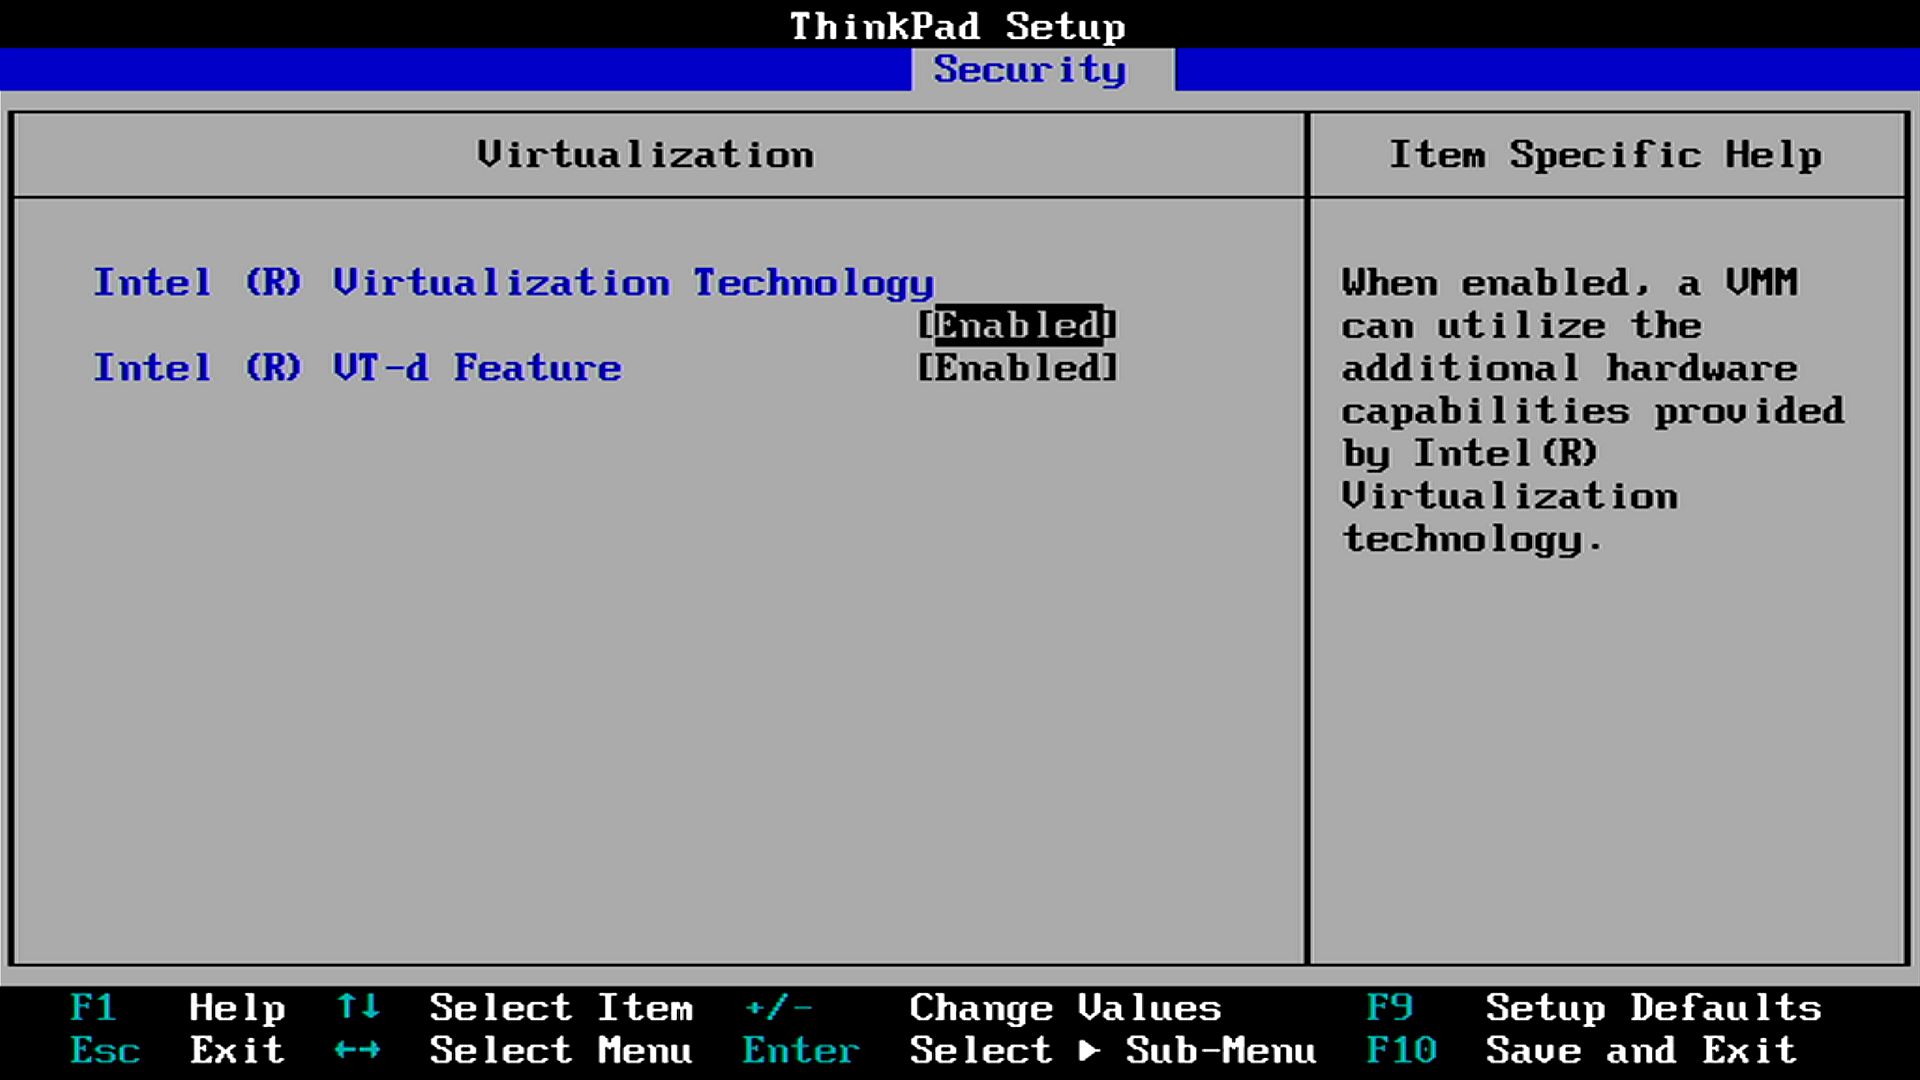 ThinkPad Setup
Security
Virtualization
Item Specific Help
Intel (R) Virtualization Technology
[Enabled]
Intel (R) VT-d Feature [Enabled]
When enabled, a VMM
can utilize the
additional hardware
capabilities provided
by Intel(R)
Virtualization
technology.
F1 Help ↑↓ Select Item +/- Change Values F9 Setup Defaults
Esc Exit ←→ Select Menu Enter Select ▶ Sub-Menu F10 Save and Exit